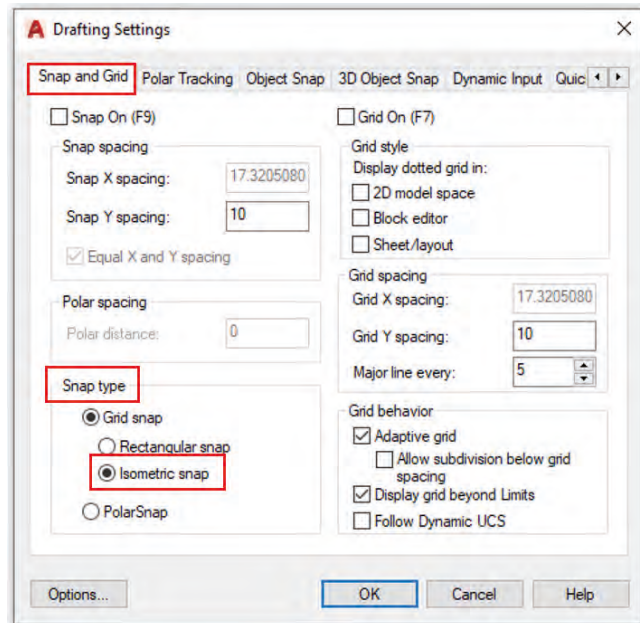 Drafting Settings
Snap and Grid Polar Tracking Object Snap 3D Object Snap Dynamic Input Quic
Snap On (F9)
Snap spacing
Snap X spacing: 17.3205080
Snap Y spacing: 10
Equal X and Y spacing
Polar spacing
Polar distance: 0
Snap type
Grid snap
Rectangular snap
Isometric snap
PolarSnap
Grid On (F7)
Grid style
Display dotted grid in:
2D model space
Block editor
Sheet/layout
Grid spacing
Grid X spacing: 17.3205080
Grid Y spacing: 10
Major line every: 5
Grid behavior
Adaptive grid
Allow subdivision below grid
spacing
Display grid beyond Limits
Follow Dynamic UCS
Options... OK Cancel Help